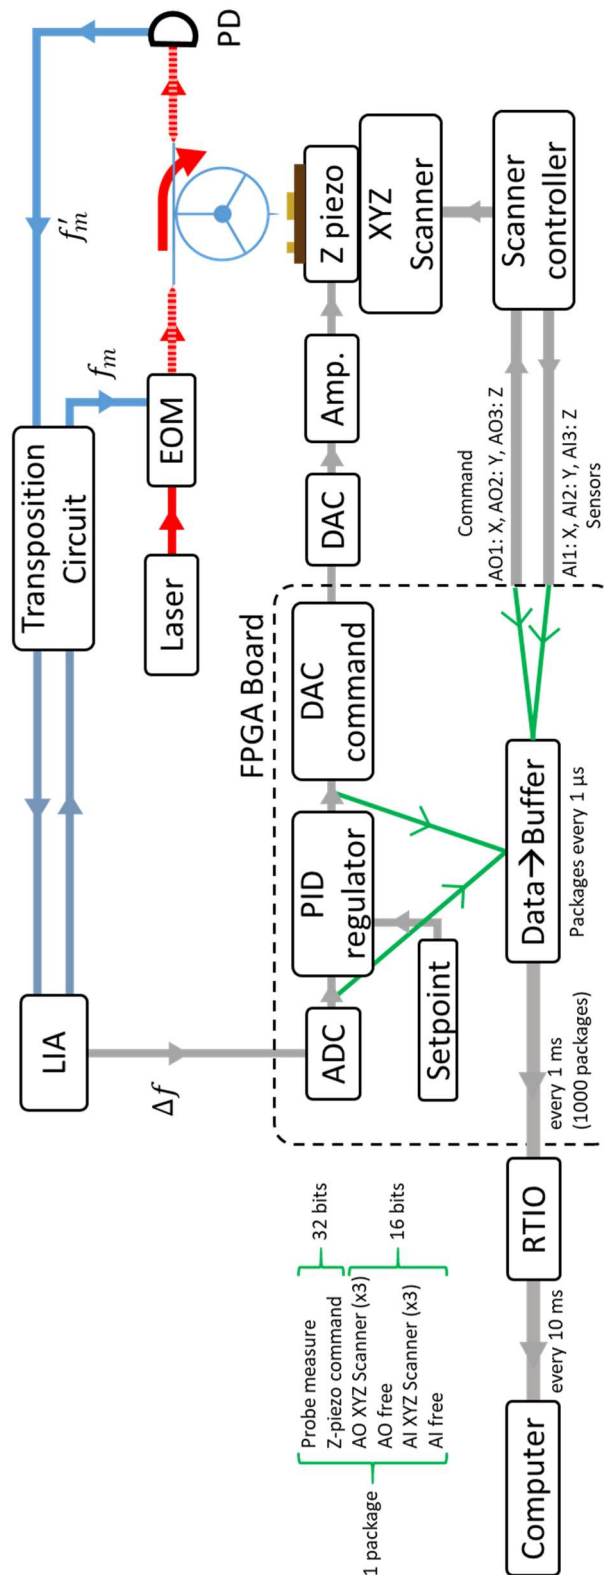 LIA
Transposition
Circuit
f′m
fm
PD
Laser
EOM
Δf
FPGA Board
ADC
PID
regulator
DAC
command
DAC
Amp.
Z piezo
XYZ
Scanner
Setpoint
Command
AO1: X, AO2: Y, AO3: Z
AI1: X, AI2: Y, AI3: Z
Sensors
Scanner
controller
Data→Buffer
Packages every 1 µs
every 1 ms
(1000 packages)
RTIO
every 10 ms
Computer
1 package
Probe measure
Z-piezo command
AO XYZ Scanner (x3)
AO free
AI XYZ Scanner (x3)
AI free
32 bits
16 bits